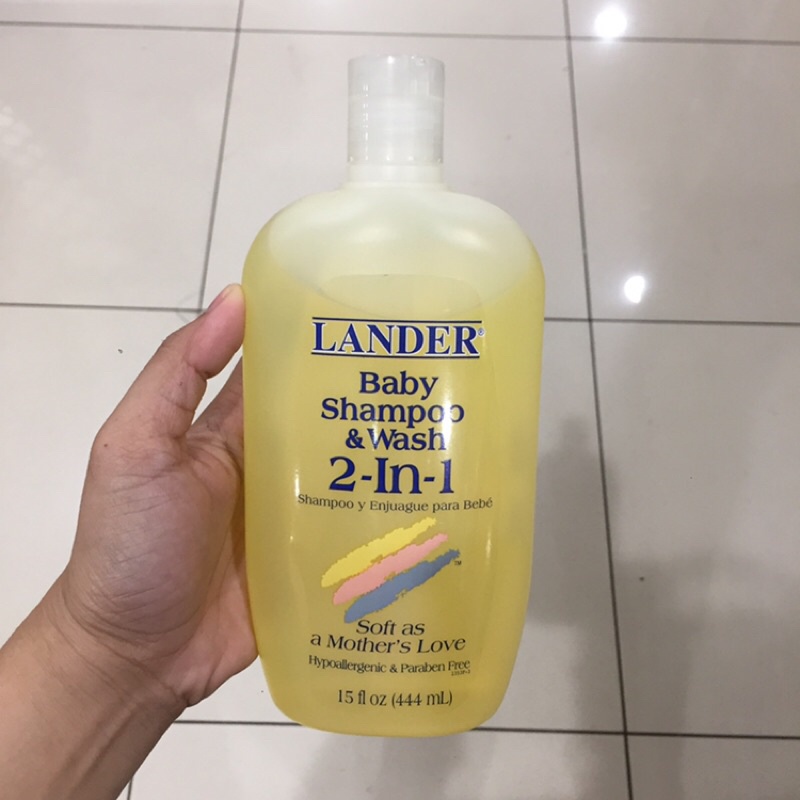 LANDER®
Baby
Shampoo
& Wash
2-In-1
Shampoo y Enjuague para Bebé
TM
Soft as
a Mother's Love
Hypoallergenic & Paraben Free
15 fl oz (444 mL)